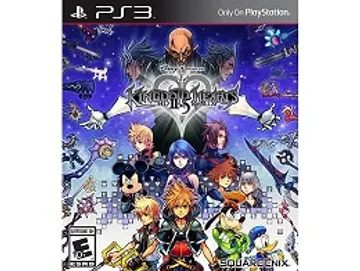 PS3
Only On PlayStation.
KINGDOM HEARTS
HD 2.5 ReMIX
E
SQUARE ENIX